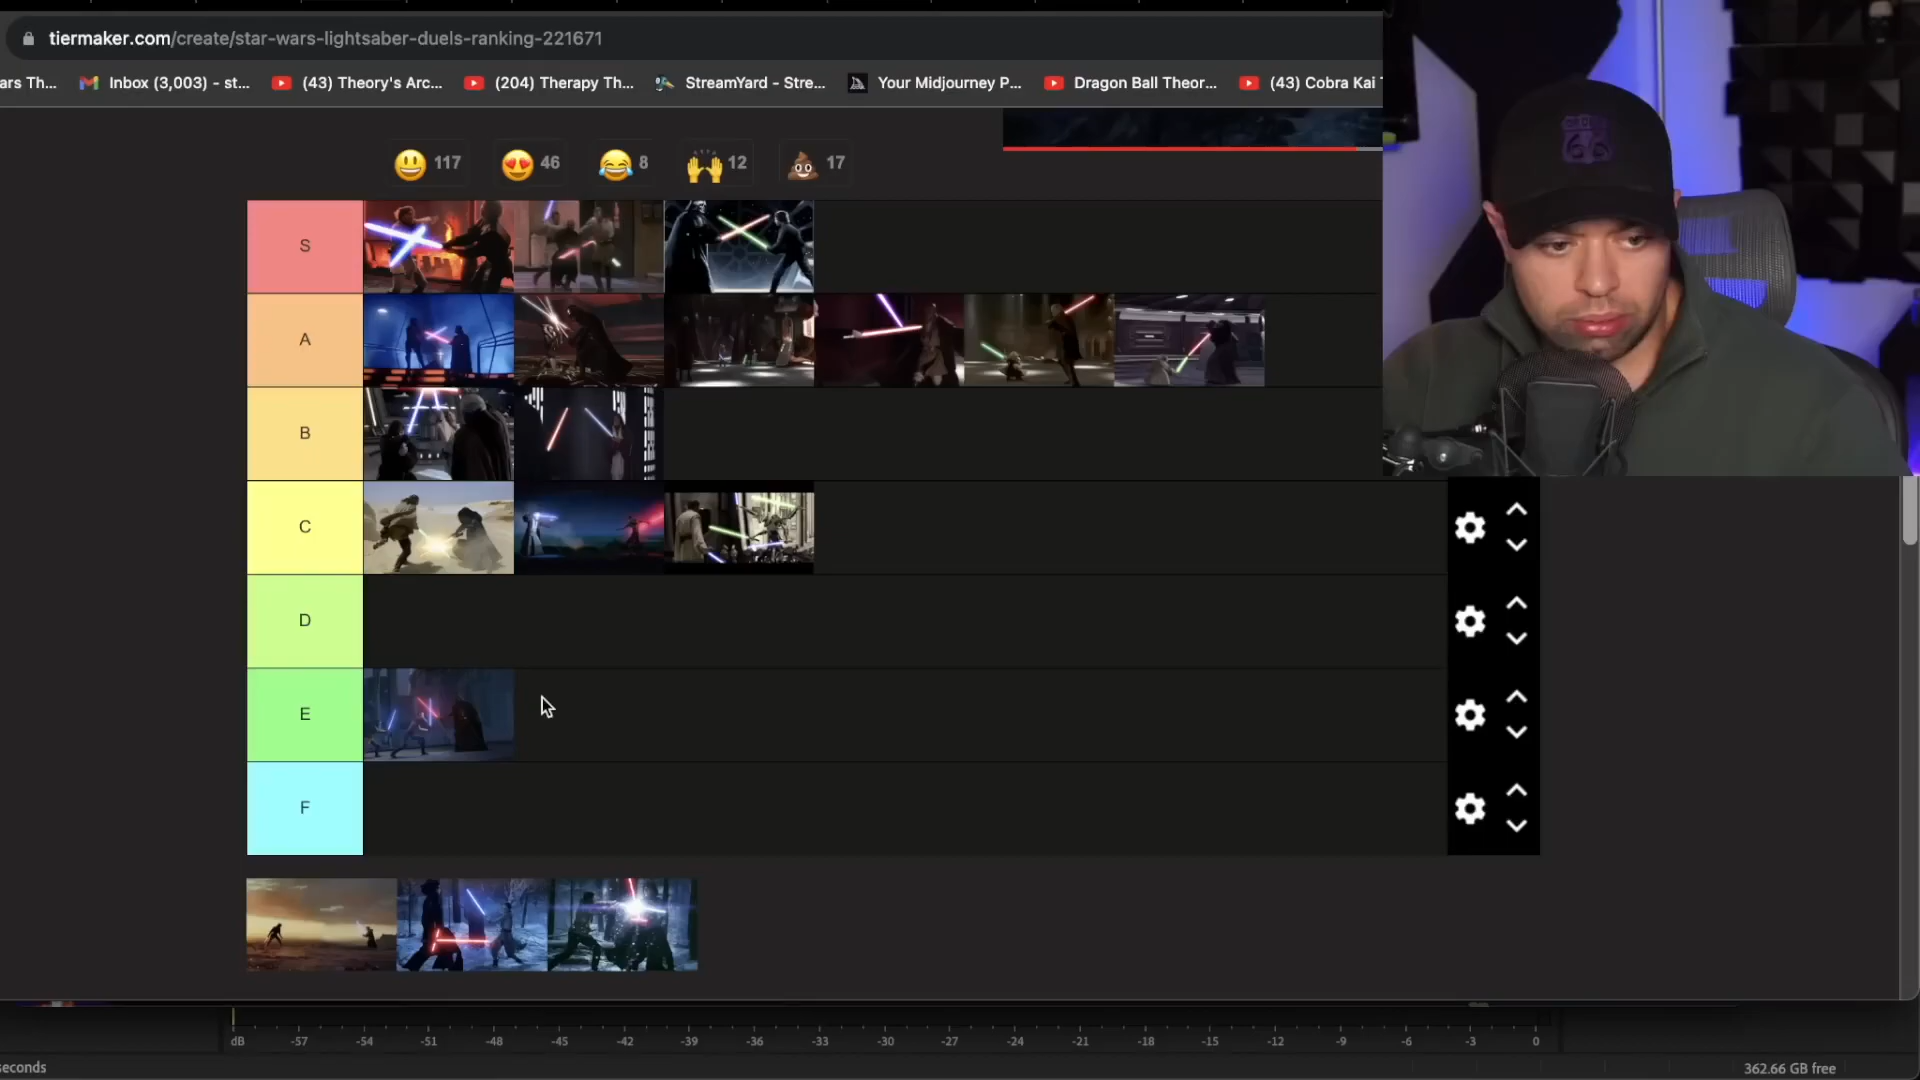 tiermaker.com/create/star-wars-lightsaber-duels-ranking-221671
ars Th... Inbox (3,003) - st... (43) Theory's Arc... (204) Therapy Th... StreamYard - Stre... Your Midjourney P... Dragon Ball Theor... (43) Cobra Kai
117 46 8 12 17
S
A
B
C
D
E
F
dB -57 -54 -51 -48 -45 -42 -39 -36 -33 -30 -27 -24 -21 -18 -15 -12 -9 -6 -3 0
seconds 362.66 GB free